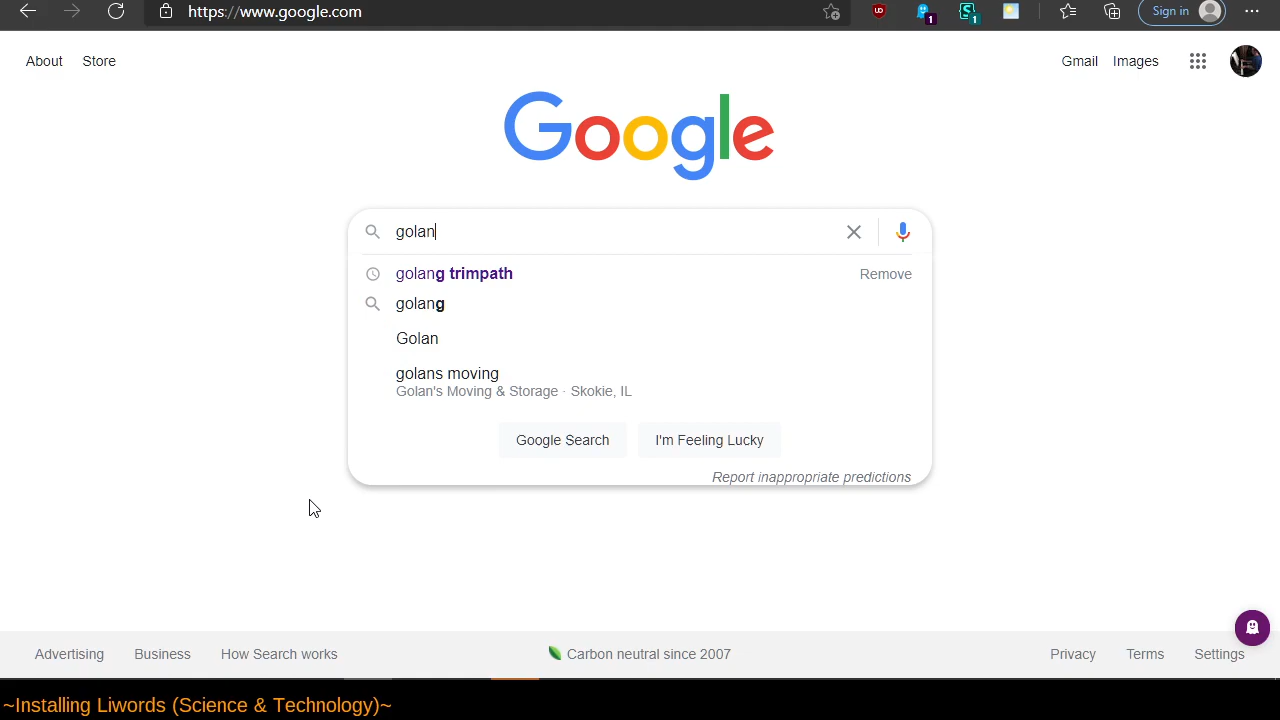 https://www.google.com
1
1
Sign in
About Store
Gmail Images
Google
golan
golang trimpath
Remove
golang
Golan
golans moving
Golan's Moving & Storage · Skokie, IL
Google Search
I'm Feeling Lucky
Report inappropriate predictions
Advertising Business How Search works
Carbon neutral since 2007
Privacy Terms Settings
~Installing Liwords (Science & Technology)~